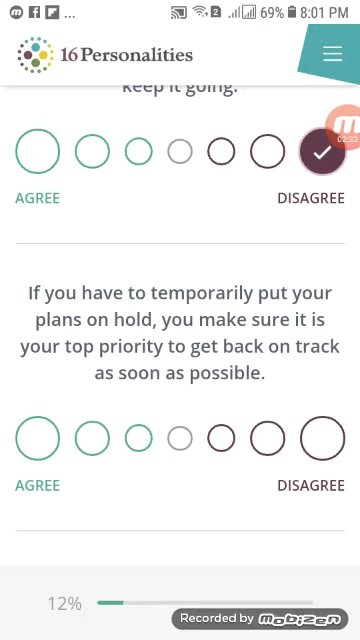 69% 8:01 PM
16Personalities
keep it going.
02:22
AGREE DISAGREE
If you have to temporarily put your
plans on hold, you make sure it is
your top priority to get back on track
as soon as possible.
AGREE DISAGREE
12%
Recorded by mobizen